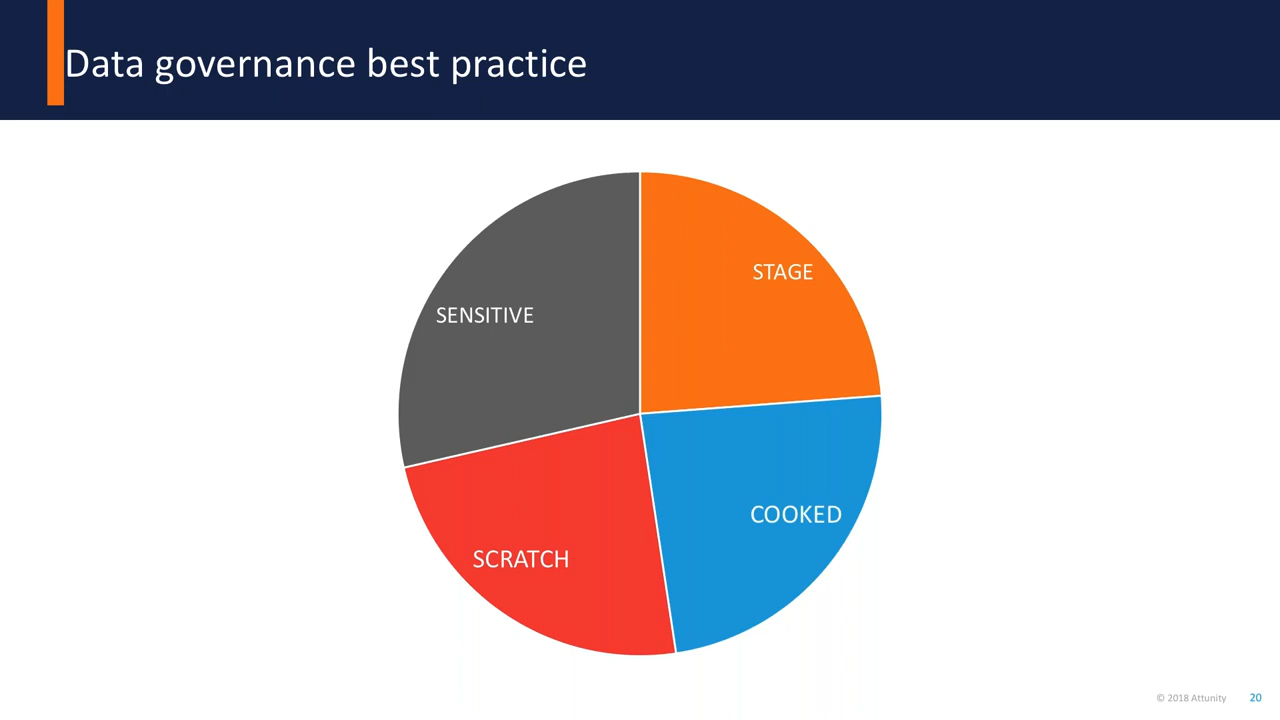 Data governance best practice
STAGE
SENSITIVE
COOKED
SCRATCH
© 2018 Attunity 20